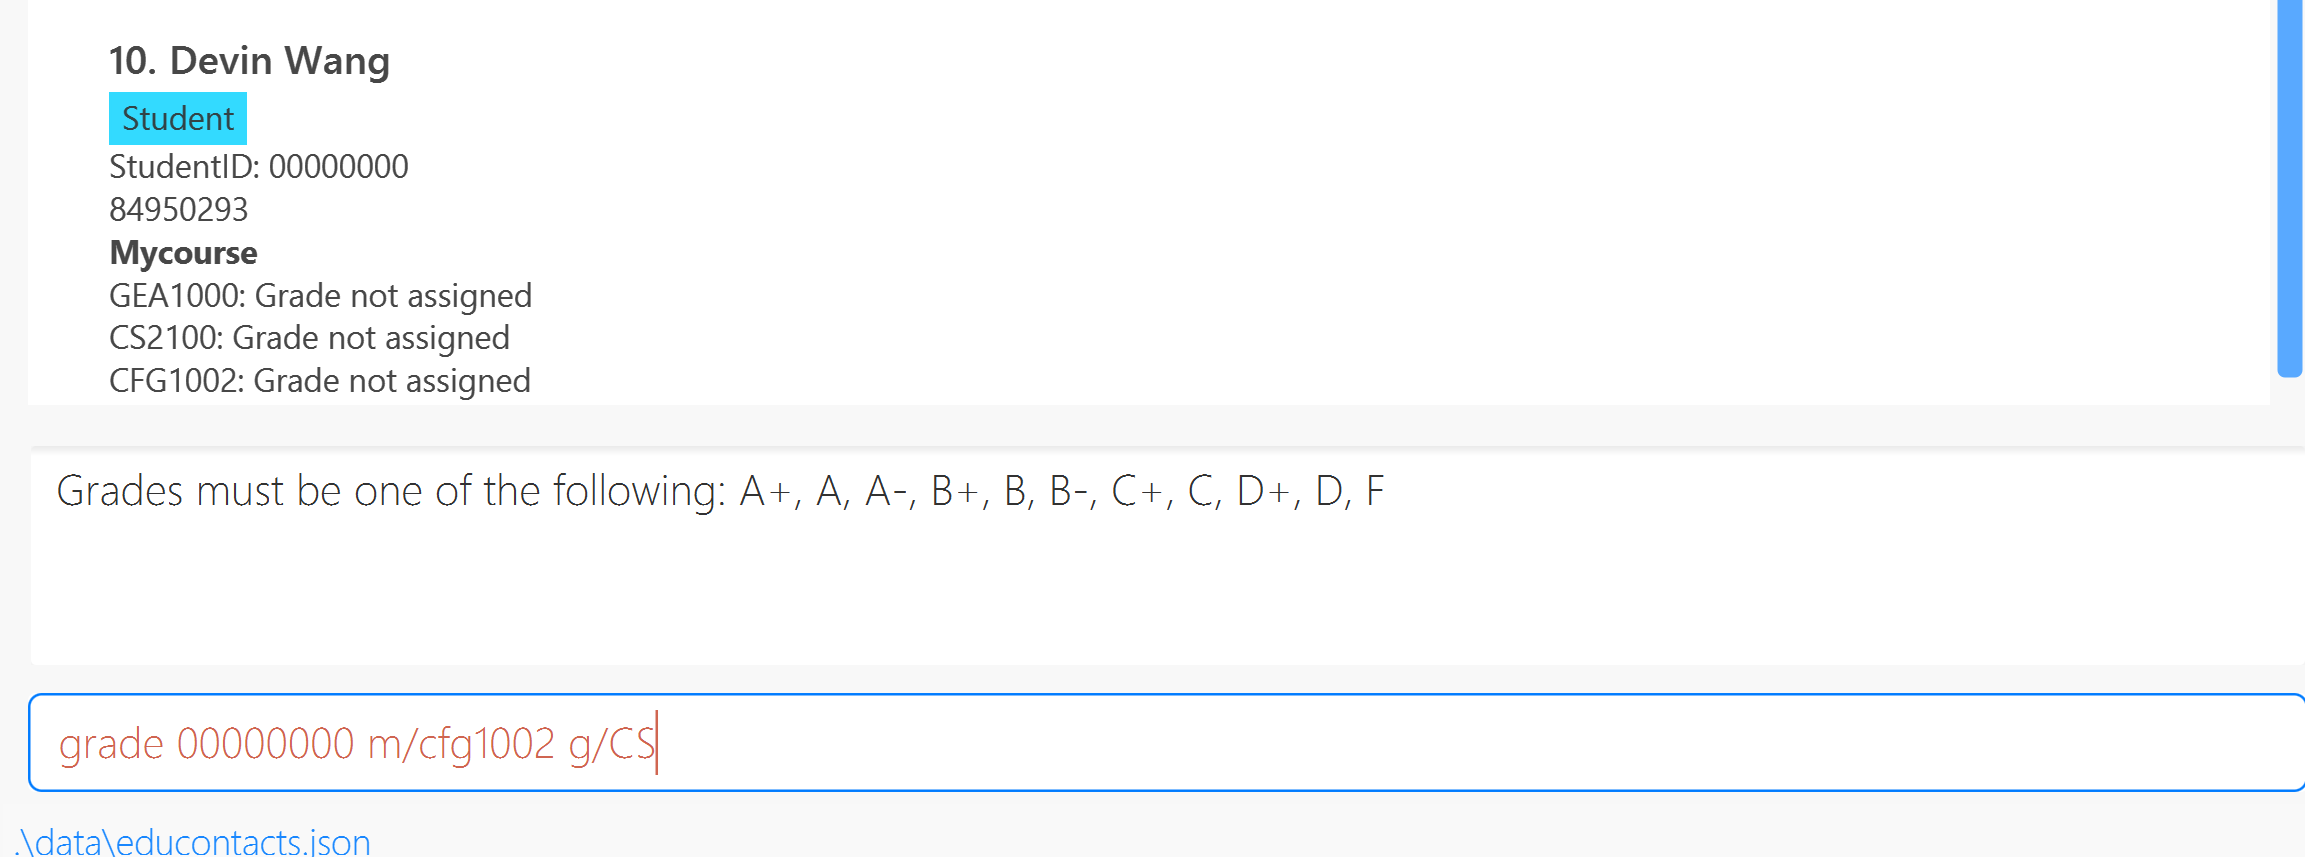 10. Devin Wang
Student
StudentID: 00000000
84950293
Mycourse
GEA1000: Grade not assigned
CS2100: Grade not assigned
CFG1002: Grade not assigned
Grades must be one of the following: A+, A, A-, B+, B, B-, C+, C, D+, D, F
grade 00000000 m/cfg1002 g/CS
.\data\educontacts.json